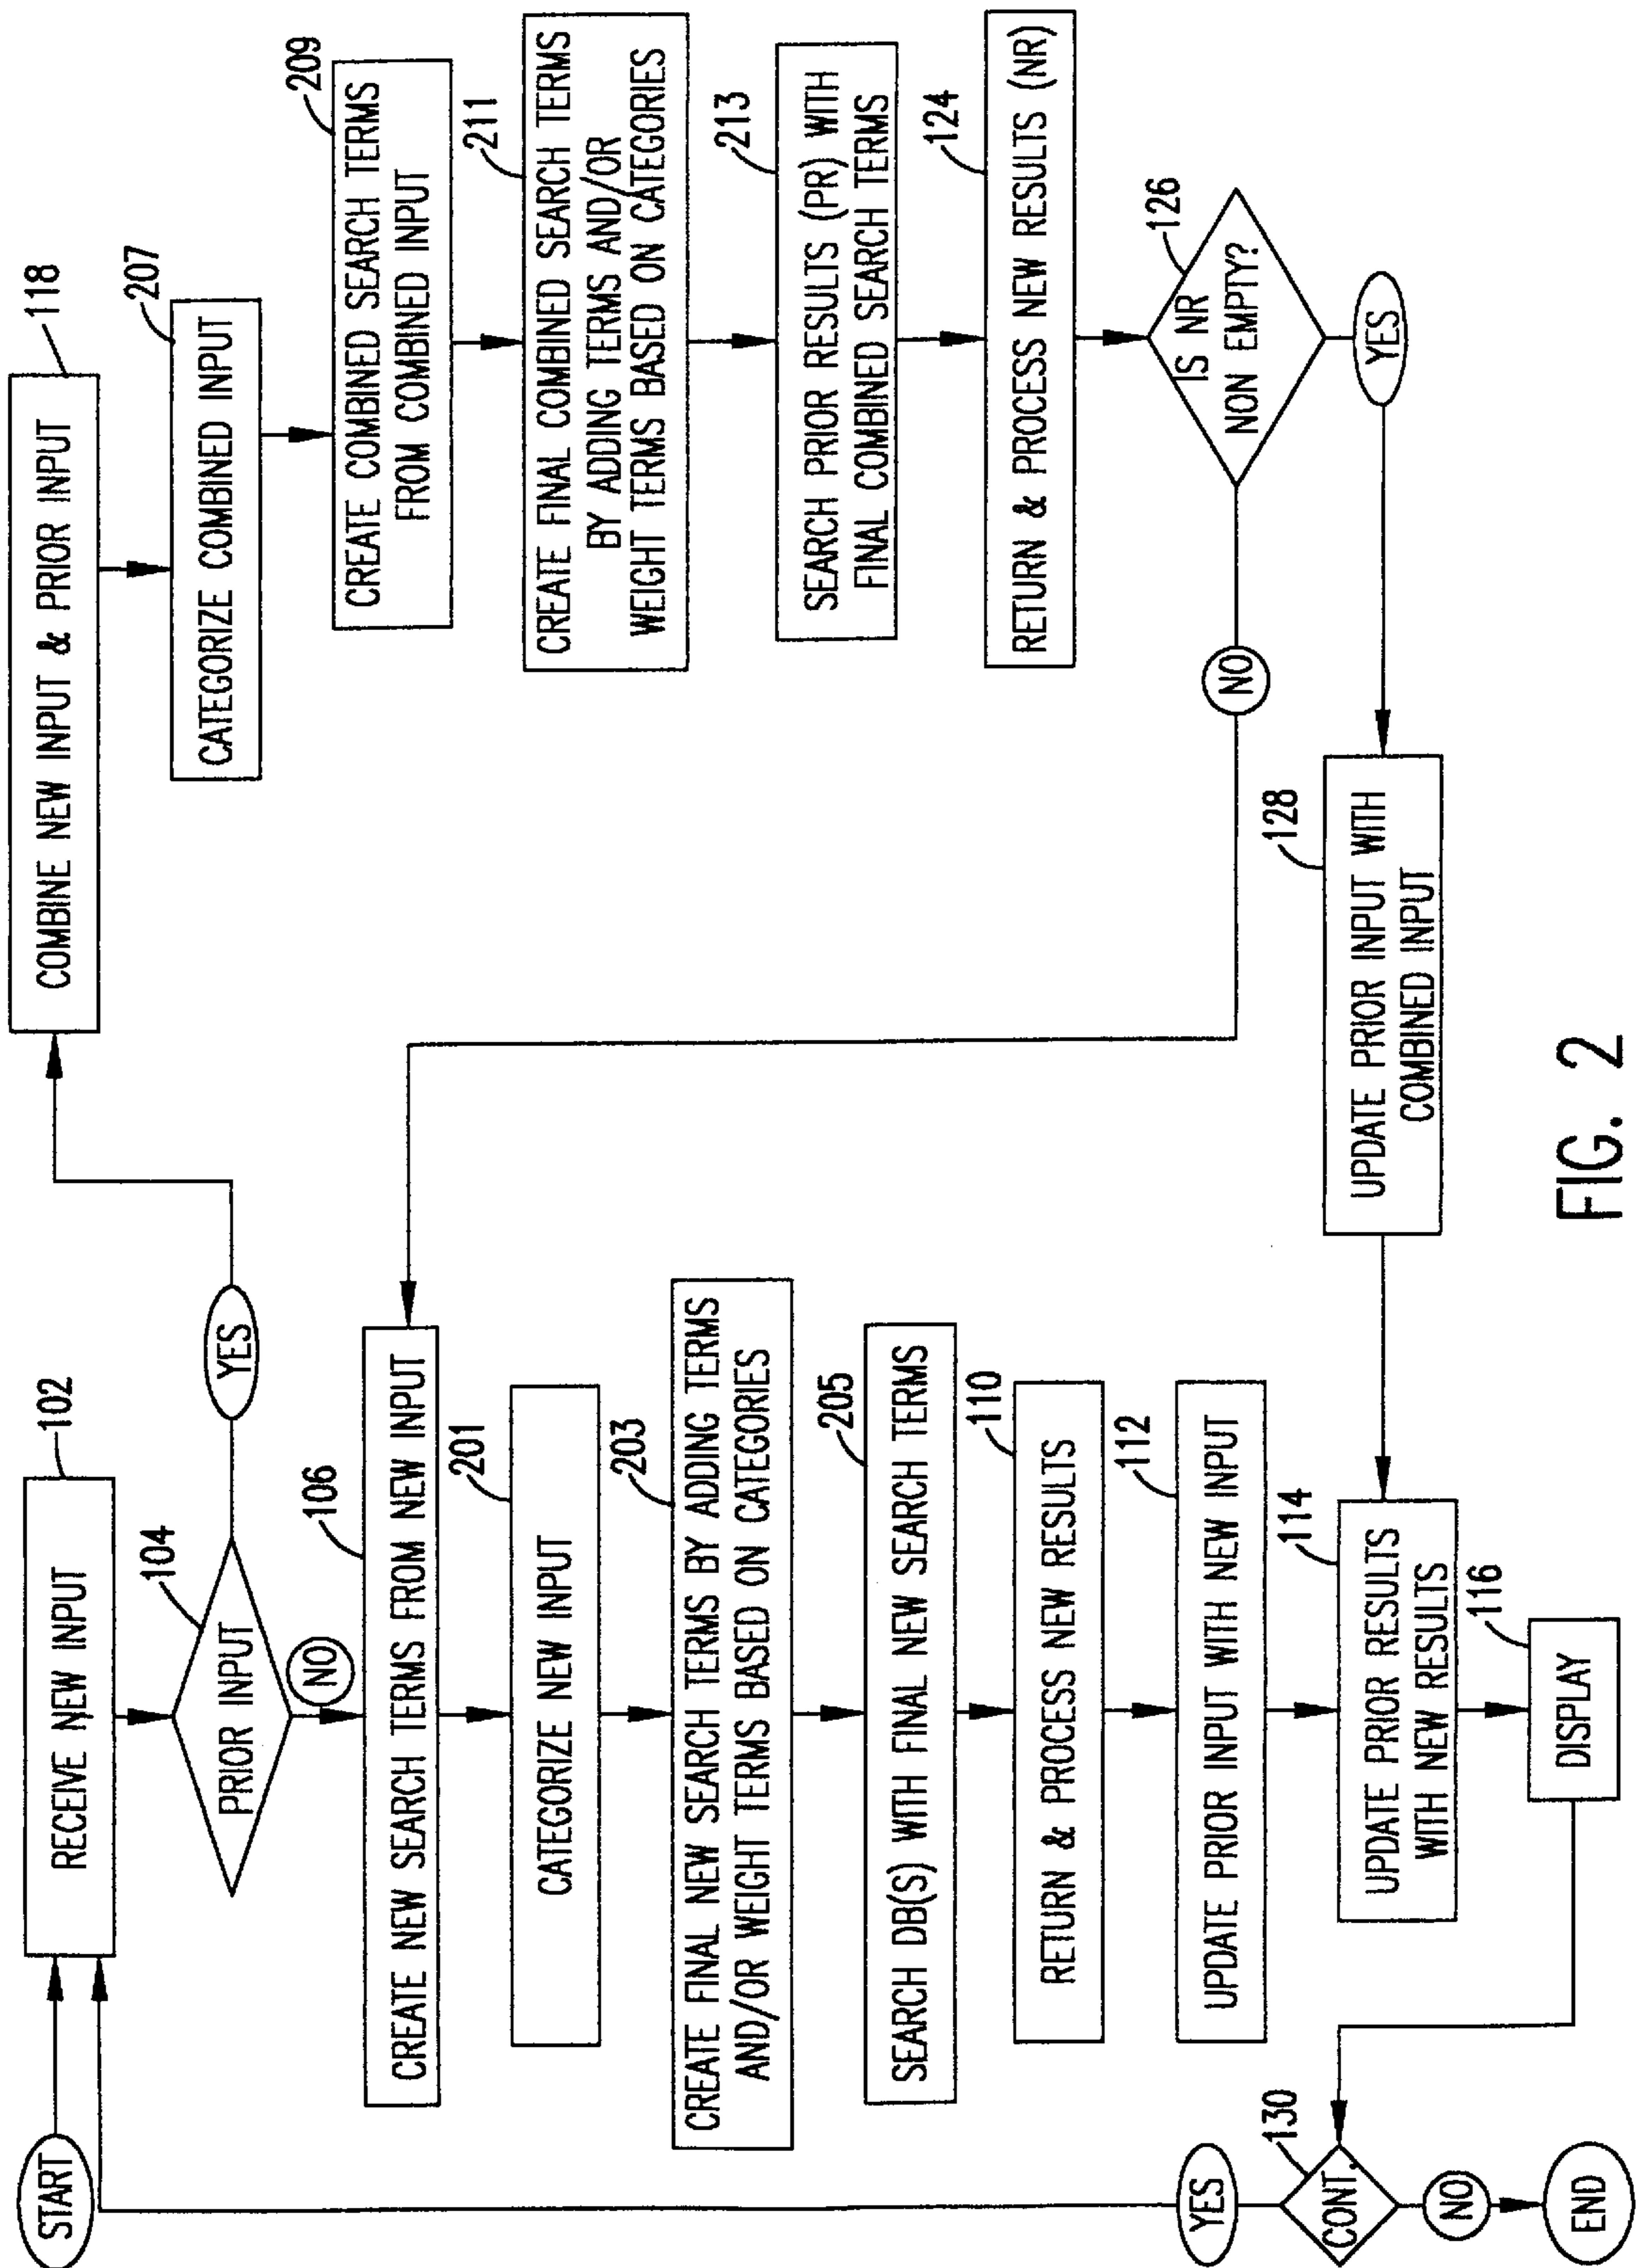 START
RECEIVE NEW INPUT
102
PRIOR INPUT
104
YES
NO
CREATE NEW SEARCH TERMS FROM NEW INPUT
106
CATEGORIZE NEW INPUT
201
CREATE FINAL NEW SEARCH TERMS BY ADDING TERMS
AND/OR WEIGHT TERMS BASED ON CATEGORIES
203
SEARCH DB(S) WITH FINAL NEW SEARCH TERMS
205
RETURN & PROCESS NEW RESULTS
110
UPDATE PRIOR INPUT WITH NEW INPUT
112
UPDATE PRIOR RESULTS
WITH NEW RESULTS
114
DISPLAY
116
CONT.
130
YES
NO
END
COMBINE NEW INPUT & PRIOR INPUT
118
CATEGORIZE COMBINED INPUT
207
CREATE COMBINED SEARCH TERMS
FROM COMBINED INPUT
209
CREATE FINAL COMBINED SEARCH TERMS
BY ADDING TERMS AND/OR
WEIGHT TERMS BASED ON CATEGORIES
211
SEARCH PRIOR RESULTS (PR) WITH
FINAL COMBINED SEARCH TERMS
213
RETURN & PROCESS NEW RESULTS (NR)
124
IS NR
NON EMPTY?
126
NO
YES
UPDATE PRIOR INPUT WITH
COMBINED INPUT
128
FIG. 2